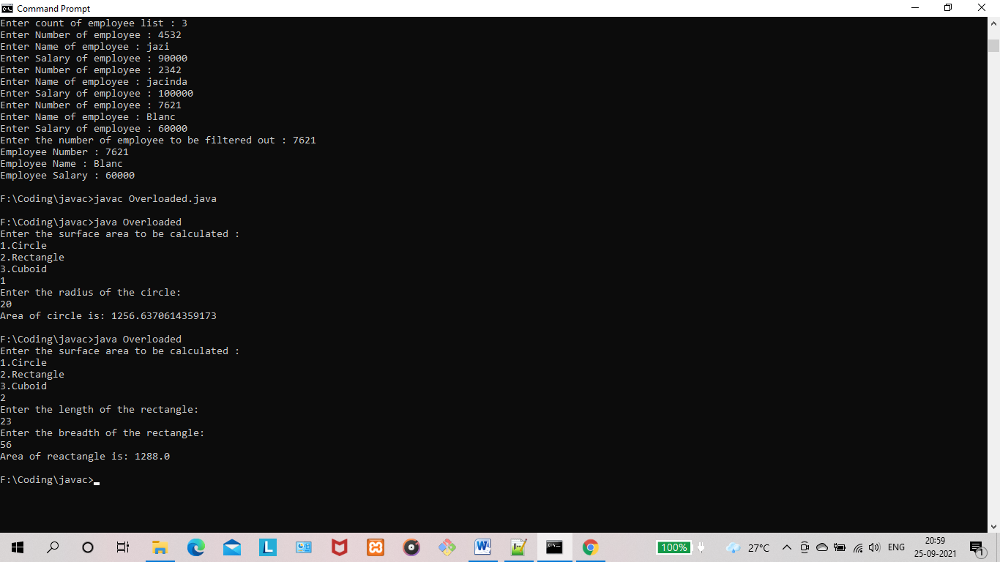 Command Prompt
Enter count of employee list : 3
Enter Number of employee : 4532
Enter Name of employee : jazi
Enter Salary of employee : 90000
Enter Number of employee : 2342
Enter Name of employee : jacinda
Enter Salary of employee : 100000
Enter Number of employee : 7621
Enter Name of employee : Blanc
Enter Salary of employee : 60000
Enter the number of employee to be filtered out : 7621
Employee Number : 7621
Employee Name : Blanc
Employee Salary : 60000
F:\Coding\javac>javac Overloaded.java
F:\Coding\javac>java Overloaded
Enter the surface area to be calculated :
1.Circle
2.Rectangle
3.Cuboid
1
Enter the radius of the circle:
20
Area of circle is: 1256.6370614359173
F:\Coding\javac>java Overloaded
Enter the surface area to be calculated :
1.Circle
2.Rectangle
3.Cuboid
2
Enter the length of the rectangle:
23
Enter the breadth of the rectangle:
56
Area of reactangle is: 1288.0
F:\Coding\javac>
100%
27°C
ENG
20:59
25-09-2021
1